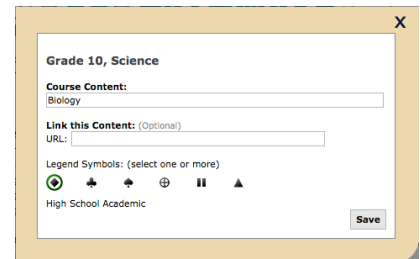 X
Grade 10, Science
Course Content:
Biology
Link this Content: (Optional)
URL:
Legend Symbols: (select one or more)
High School Academic
Save